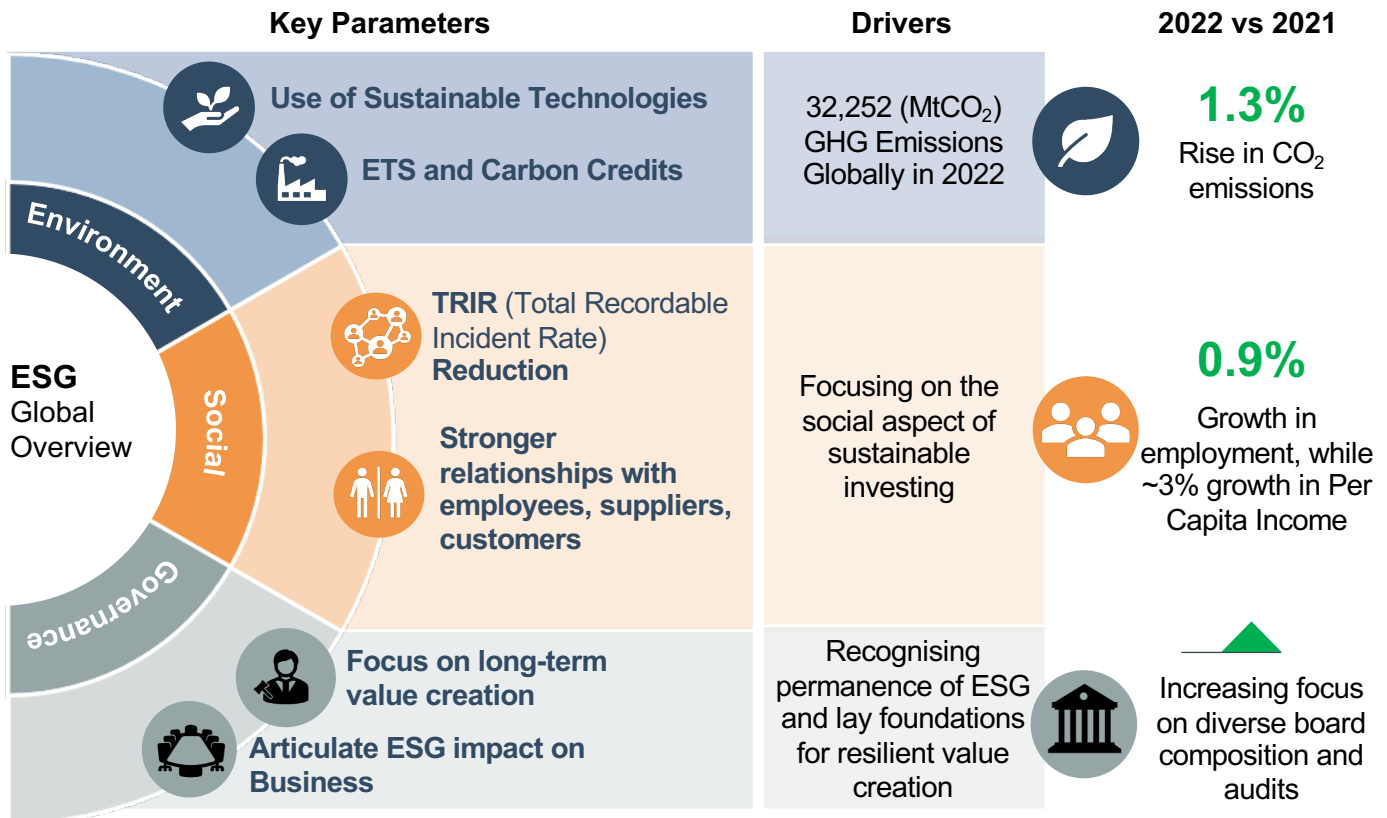 Key Parameters
Drivers
2022 vs 2021
ESG
Global
Overview
Environment
Use of Sustainable Technologies
ETS and Carbon Credits
32,252 (MtCO₂)
GHG Emissions
Globally in 2022
1.3%
Rise in CO₂
emissions
Social
TRIR (Total Recordable
Incident Rate)
Reduction
Stronger
relationships with
employees, suppliers,
customers
Focusing on the
social aspect of
sustainable
investing
0.9%
Growth in
employment, while
~3% growth in Per
Capita Income
Governance
Focus on long-term
value creation
Articulate ESG impact on
Business
Recognising
permanence of ESG
and lay foundations
for resilient value
creation
Increasing focus
on diverse board
composition and
audits